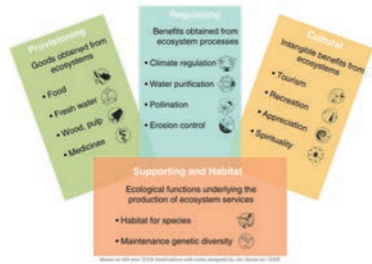 Provisioning
Goods obtained from
ecosystems
• Food
• Fresh water
• Wood, pulp
• Medicines
Regulating
Benefits obtained from
ecosystem processes
• Climate regulation
• Water purification
• Pollination
• Erosion control
Cultural
Intangible benefits from
ecosystems
• Tourism
• Recreation
• Appreciation
• Spirituality
Supporting and Habitat
Ecological functions underlying the
production of ecosystem services
• Habitat for species
• Maintenance genetic diversity